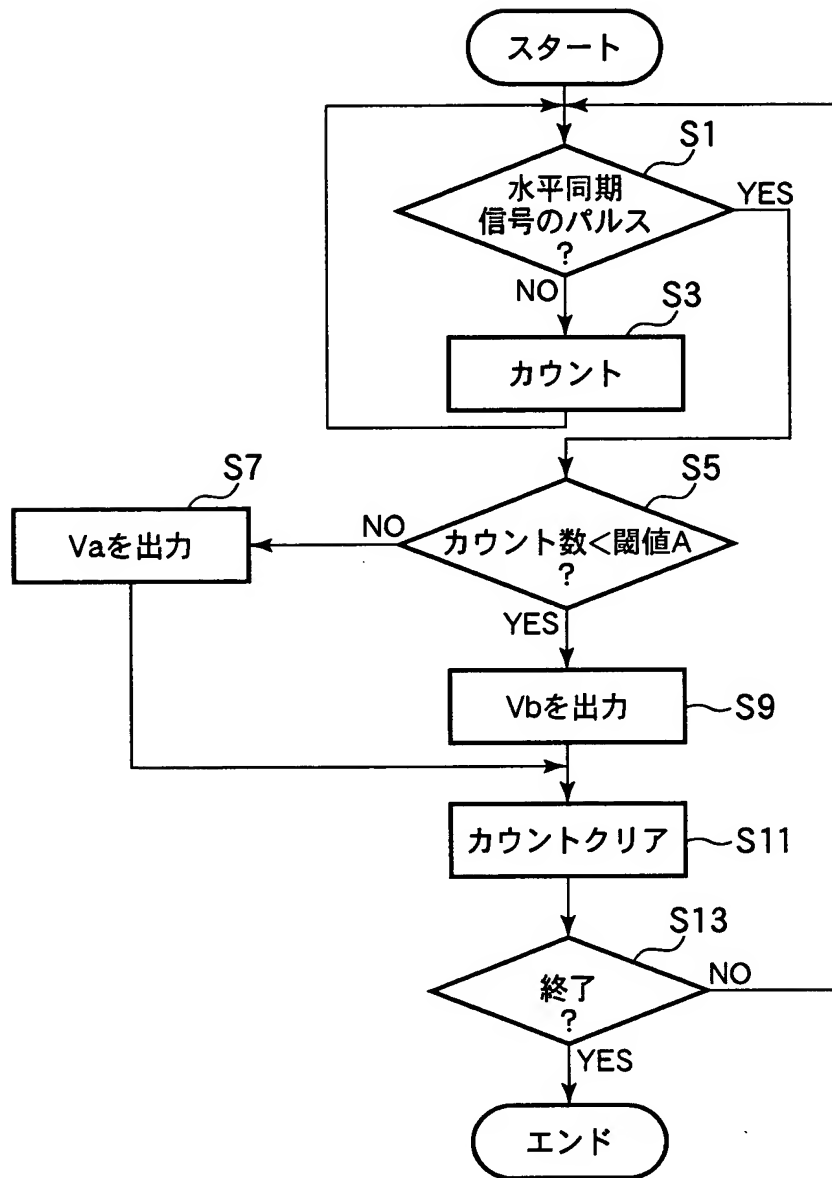 スタート
S1
水平同期
信号のパルス
?
YES
NO
S3
カウント
S5
カウント数<閾値A
?
NO
S7
Vaを出力
YES
Vbを出力
S9
カウントクリア
S11
S13
終了
?
NO
YES
エンド